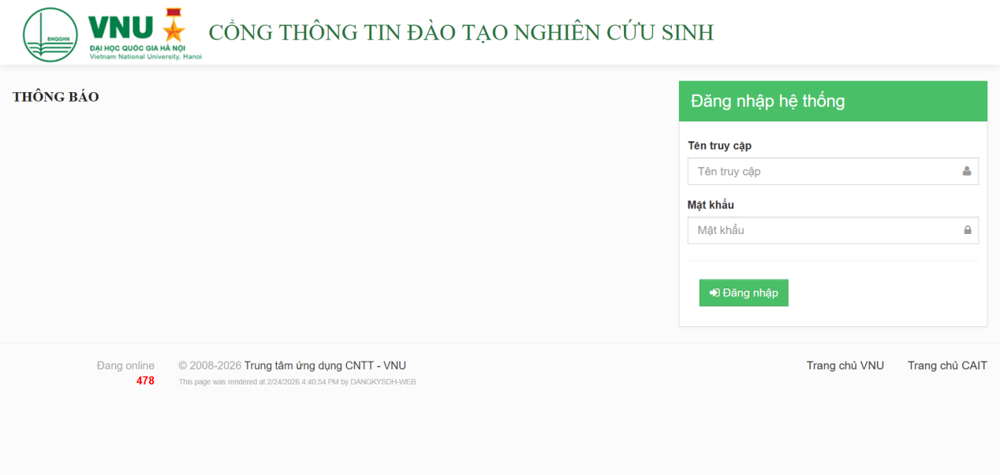 ĐHQGHN
VNU
ĐẠI HỌC QUỐC GIA HÀ NỘI
Vietnam National University, Hanoi
CỔNG THÔNG TIN ĐÀO TẠO NGHIÊN CỨU SINH
THÔNG BÁO
Đăng nhập hệ thống
Tên truy cập
Tên truy cập
Mật khẩu
Mật khẩu
Đăng nhập
Đang online
478
© 2008-2026 Trung tâm ứng dụng CNTT - VNU
This page was rendered at 2/24/2026 4:40:54 PM by DANGKYSDH-WEB
Trang chủ VNU
Trang chủ CAIT